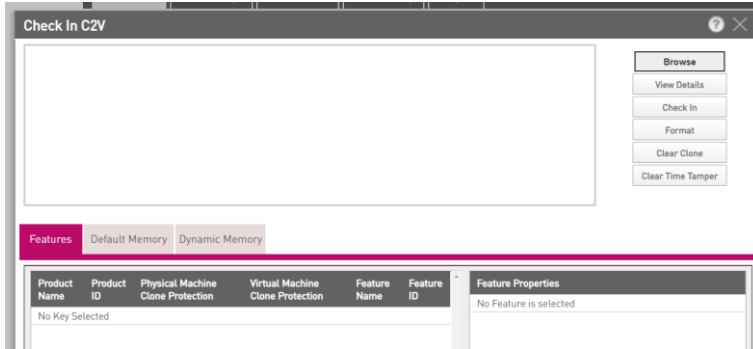 Check In C2V
?
Browse
View Details
Check In
Format
Clear Clone
Clear Time Tamper
Features Default Memory Dynamic Memory
Product Name Product ID Physical Machine Clone Protection Virtual Machine Clone Protection Feature Name Feature ID
No Key Selected
Feature Properties
No Feature is selected